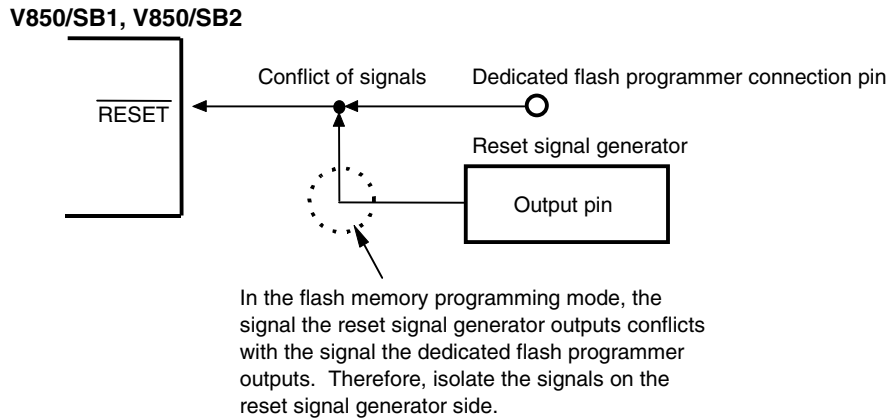 V850/SB1, V850/SB2
Conflict of signals
Dedicated flash programmer connection pin
RESET
Reset signal generator
Output pin
In the flash memory programming mode, the
signal the reset signal generator outputs conflicts
with the signal the dedicated flash programmer
outputs. Therefore, isolate the signals on the
reset signal generator side.